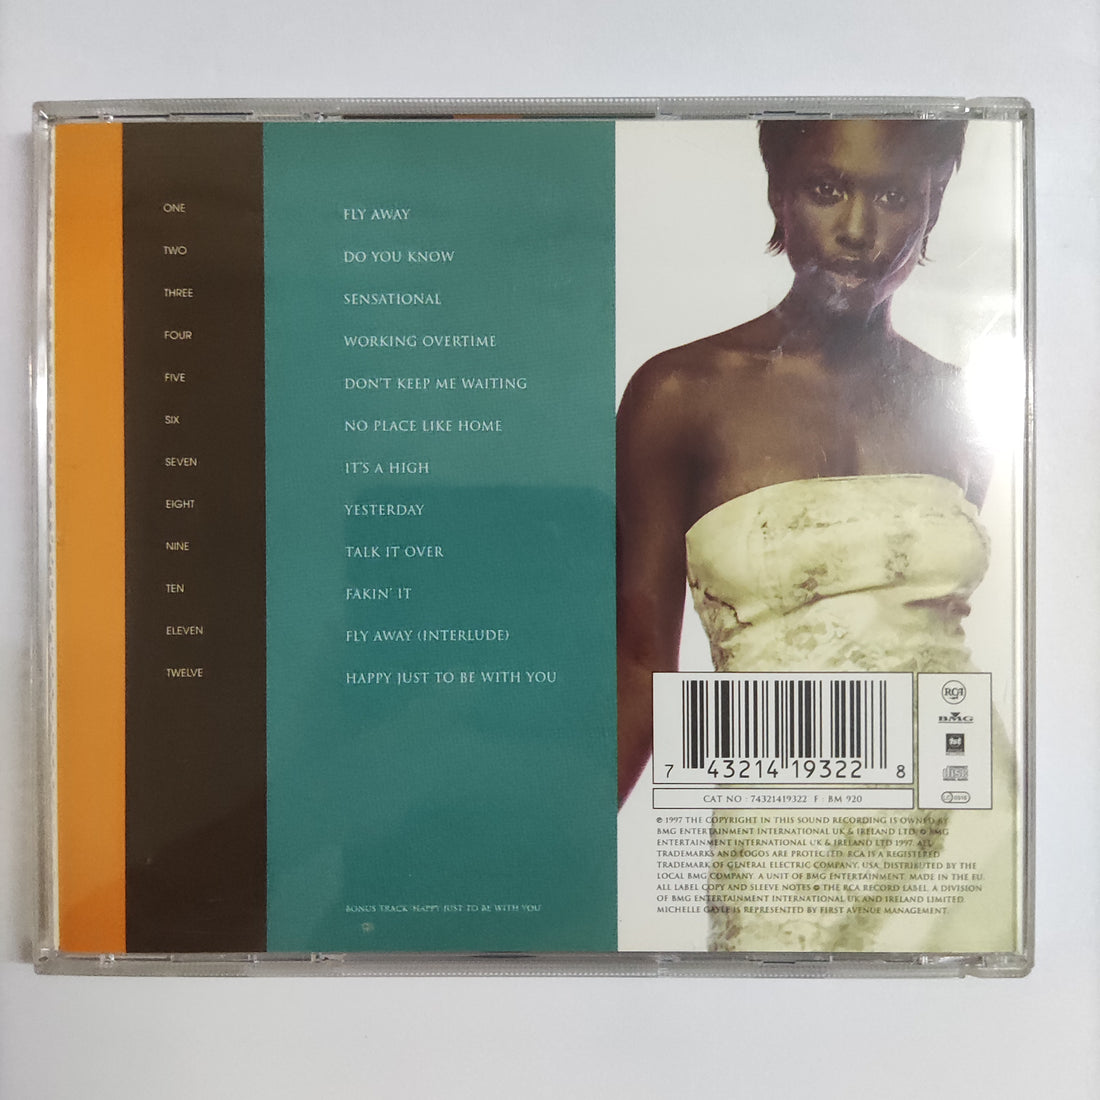 ONE FLY AWAY
TWO DO YOU KNOW
THREE SENSATIONAL
FOUR WORKING OVERTIME
FIVE DON'T KEEP ME WAITING
SIX NO PLACE LIKE HOME
SEVEN IT'S A HIGH
EIGHT YESTERDAY
NINE TALK IT OVER
TEN FAKIN' IT
ELEVEN FLY AWAY (INTERLUDE)
TWELVE HAPPY JUST TO BE WITH YOU
BONUS TRACK HAPPY JUST TO BE WITH YOU
7 43214 19322 8
CAT NO : 74321419322 F : BM 920
RCA
BMG
℗ 1997 THE COPYRIGHT IN THIS SOUND RECORDING IS OWNED BY
BMG ENTERTAINMENT INTERNATIONAL UK & IRELAND LTD. © BMG
ENTERTAINMENT INTERNATIONAL UK & IRELAND LTD 1997. ALL
TRADEMARKS AND LOGOS ARE PROTECTED. RCA IS A REGISTERED
TRADEMARK OF GENERAL ELECTRIC COMPANY, USA. DISTRIBUTED BY THE
LOCAL BMG COMPANY. A UNIT OF BMG ENTERTAINMENT. MADE IN THE EU.
ALL LABEL COPY AND SLEEVE NOTES ℗ THE RCA RECORD LABEL, A DIVISION
OF BMG ENTERTAINMENT INTERNATIONAL UK AND IRELAND LIMITED.
MICHELLE GAYLE IS REPRESENTED BY FIRST AVENUE MANAGEMENT.